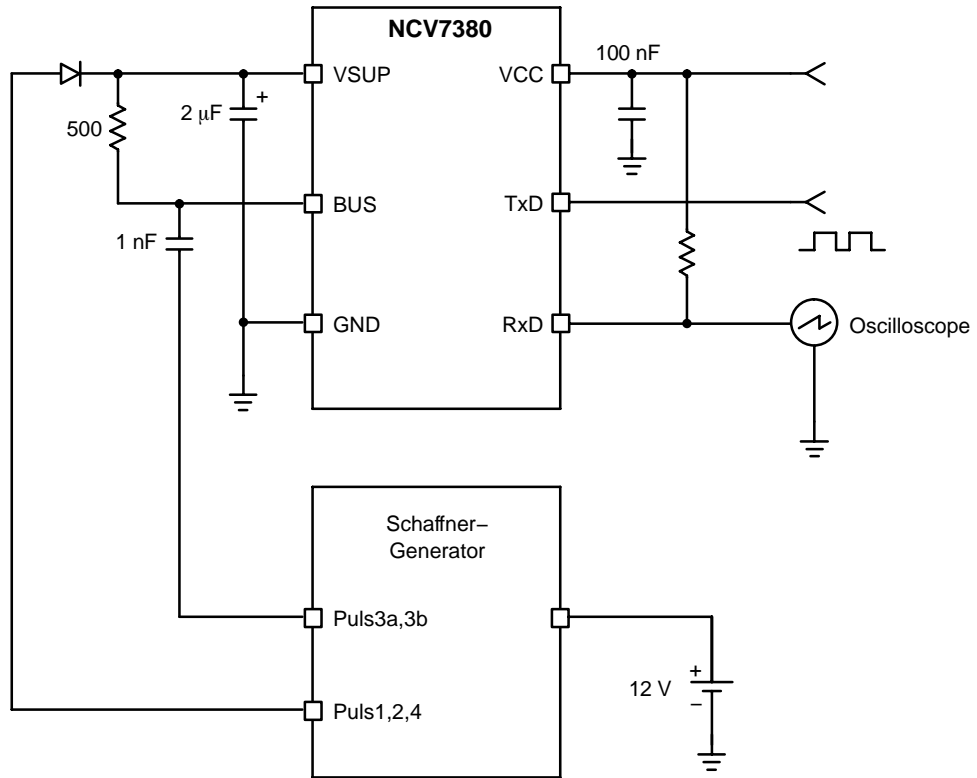 NCV7380
100 nF
VSUP
VCC
+
2 μF
500
BUS
TxD
1 nF
GND
RxD
Oscilloscope
Schaffner−
Generator
Puls3a,3b
+
12 V
−
Puls1,2,4